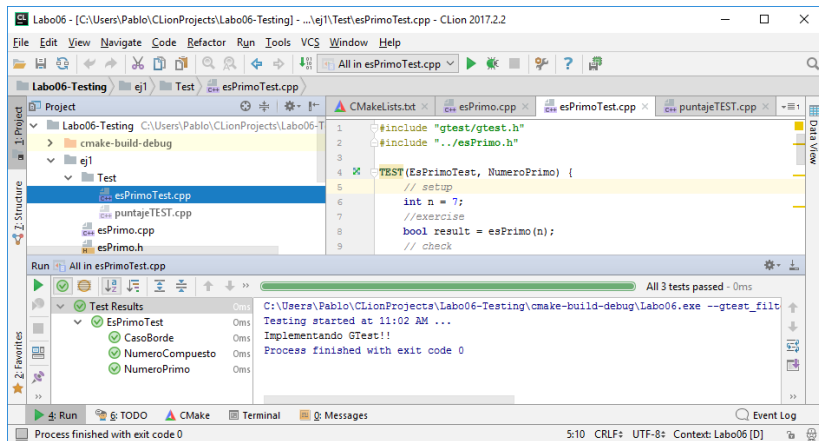 Labo06 - [C:\Users\Pablo\CLionProjects\Labo06-Testing] - ...\ej1\Test\esPrimoTest.cpp - CLion 2017.2.2
File Edit View Navigate Code Refactor Run Tools VCS Window Help
All in esPrimoTest.cpp
Labo06-Testing ej1 Test esPrimoTest.cpp
Project
CMakeLists.txt esPrimo.cpp esPrimoTest.cpp puntajeTEST.cpp
1: Project
Z: Structure
2: Favorites
Data View
Labo06-Testing C:\Users\Pablo\CLionProjects\Labo06-T
cmake-build-debug
ej1
Test
esPrimoTest.cpp
puntajeTEST.cpp
esPrimo.cpp
esPrimo.h
1 #include "gtest/gtest.h"
2 #include "../esPrimo.h"
3
4 TEST(EsPrimoTest, NumeroPrimo) {
5 // setup
6 int n = 7;
7 //exercise
8 bool result = esPrimo(n);
9 // check
Run All in esPrimoTest.cpp
All 3 tests passed - 0ms
Test Results 0ms
EsPrimoTest 0ms
CasoBorde 0ms
NumeroCompuesto 0ms
NumeroPrimo 0ms
C:\Users\Pablo\CLionProjects\Labo06-Testing\cmake-build-debug\Labo06.exe --gtest_filt
Testing started at 11:02 AM ...
Implementando GTest!!
Process finished with exit code 0
4: Run 6: TODO CMake Terminal 0: Messages Event Log
Process finished with exit code 0 5:10 CRLF UTF-8 Context: Labo06 [D]